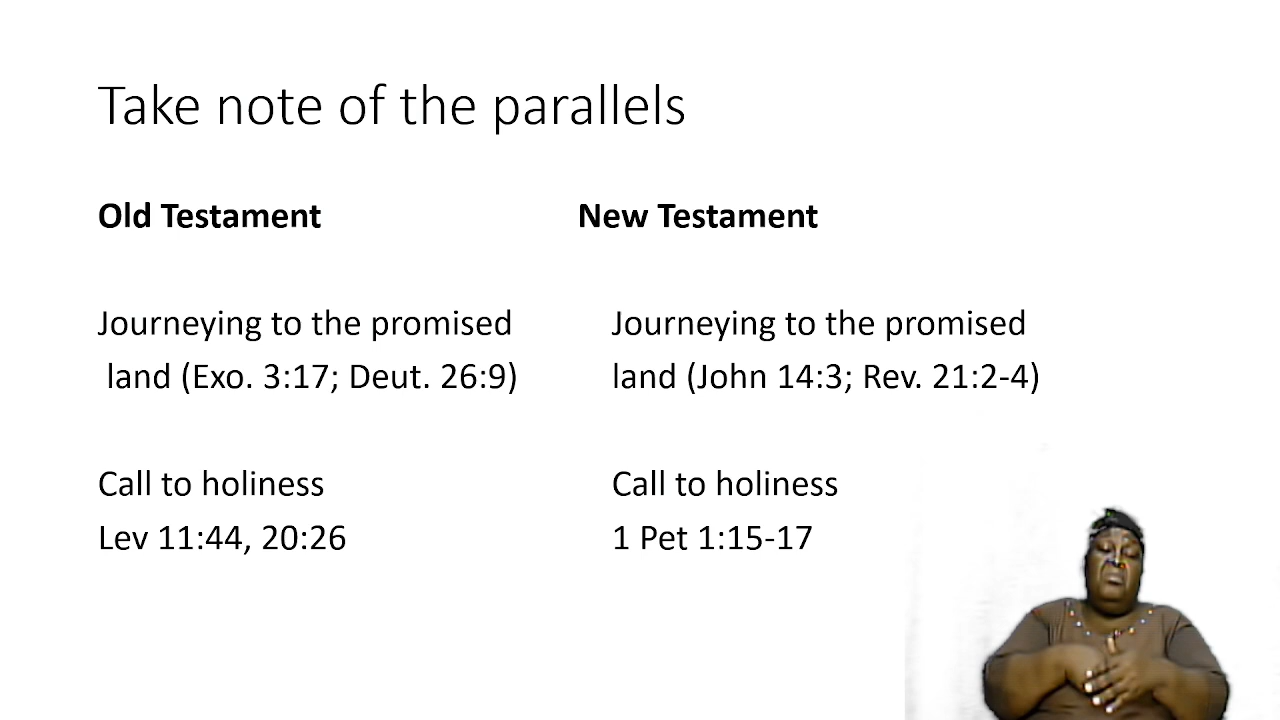 Take note of the parallels
Old Testament
New Testament
Journeying to the promised
land (Exo. 3:17; Deut. 26:9)
Journeying to the promised
land (John 14:3; Rev. 21:2-4)
Call to holiness
Lev 11:44, 20:26
Call to holiness
1 Pet 1:15-17